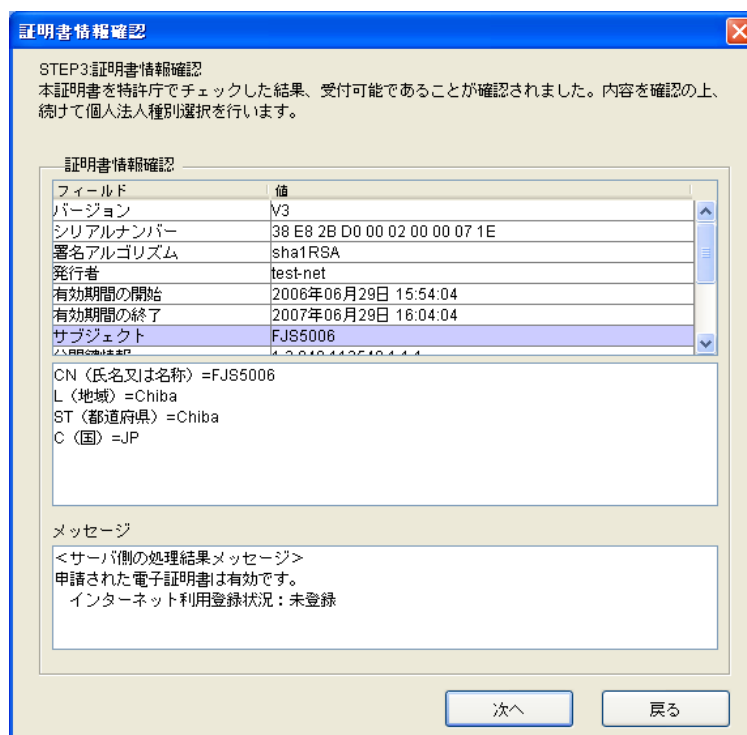 証明書情報確認
STEP3:証明書情報確認
本証明書を特許庁でチェックした結果、受付可能であることが確認されました。内容を確認の上、
続けて個人法人種別選択を行います。
証明書情報確認
フィールド 値
バージョン V3
シリアルナンバー 38 E8 2B D0 00 02 00 00 07 1E
署名アルゴリズム sha1RSA
発行者 test-net
有効期間の開始 2006年06月29日 15:54:04
有効期間の終了 2007年06月29日 16:04:04
サブジェクト FJS5006
CN（氏名又は名称）=FJS5006
L（地域）=Chiba
ST（都道府県）=Chiba
C（国）=JP
メッセージ
＜サーバ側の処理結果メッセージ＞
申請された電子証明書は有効です。
インターネット利用登録状況：未登録
次へ 戻る